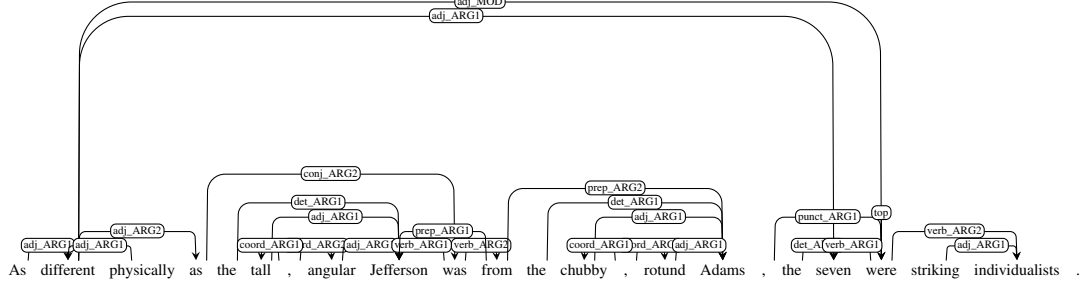 adj_MOD
adj_ARG1
conj_ARG2
prep_ARG2
det_ARG1 det_ARG1
top
adj_ARG1 adj_ARG1 punct_ARG1
adj_ARG2 prep_ARG1 verb_ARG2
adj_ARG1 adj_ARG1 coord_ARG1 verb_ARG1 verb_ARG2 coord_ARG1 adj_ARG1 verb_ARG1 adj_ARG1
As different physically as the tall , angular Jefferson was from the chubby , rotund Adams , the seven were striking individualists .